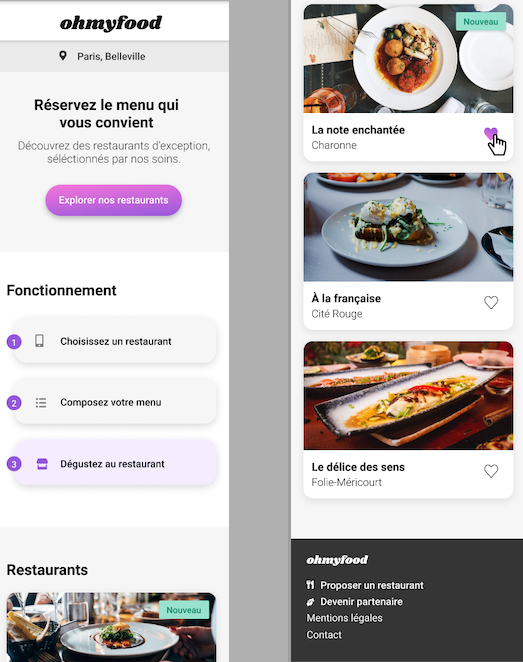 ohmyfood
Paris, Belleville
Réservez le menu qui
vous convient
Découvrez des restaurants d'exception,
séléctionnés par nos soins.
Explorer nos restaurants
Fonctionnement
1 Choisissez un restaurant
2 Composez votre menu
3 Dégustez au restaurant
Restaurants
Nouveau
Nouveau
La note enchantée
Charonne
À la française
Cité Rouge
Le délice des sens
Folie-Méricourt
ohmyfood
Proposer un restaurant
Devenir partenaire
Mentions légales
Contact